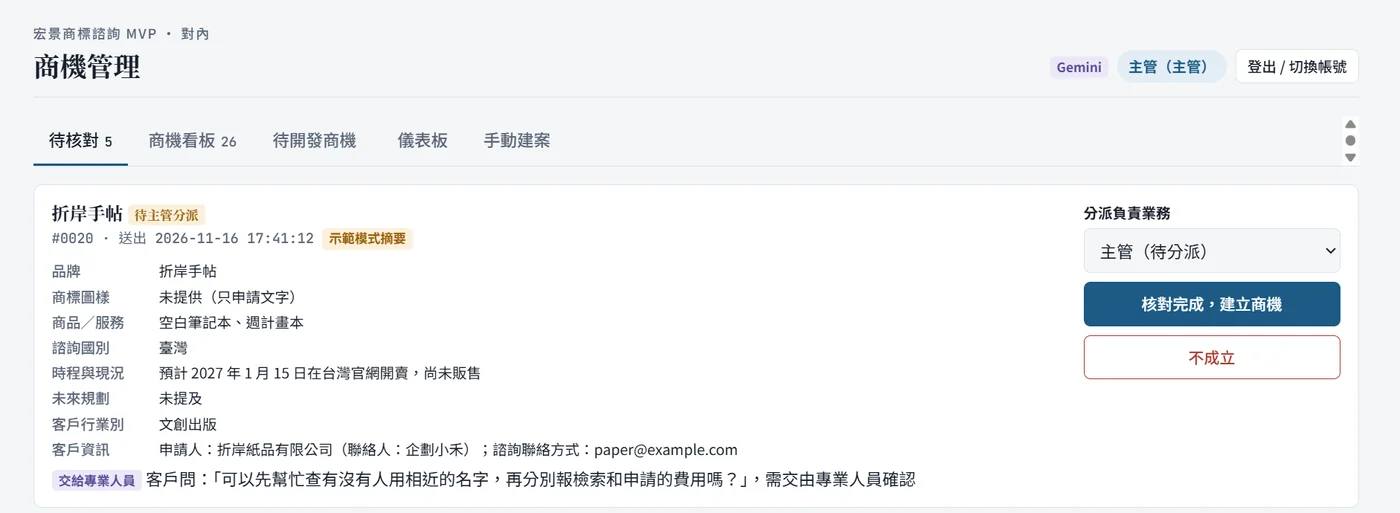 宏景商標諮詢 MVP · 對內
商機管理
Gemini 主管（主管） 登出 / 切換帳號
待核對 5 商機看板 26 待開發商機 儀表板 手動建案
折岸手帖 待主管分派
#0020 · 送出 2026-11-16 17:41:12 示範模式摘要
品牌 折岸手帖
商標圖樣 未提供（只申請文字）
商品／服務 空白筆記本、週計畫本
諮詢國別 臺灣
時程與現況 預計 2027 年 1 月 15 日在台灣官網開賣，尚未販售
未來規劃 未提及
客戶行業別 文創出版
客戶資訊 申請人：折岸紙品有限公司（聯絡人：企劃小禾）；諮詢聯絡方式：paper@example.com
交給專業人員 客戶問：「可以先幫忙查有沒有人用相近的名字，再分別報檢索和申請的費用嗎？」，需交由專業人員確認
分派負責業務
主管（待分派）
核對完成，建立商機
不成立